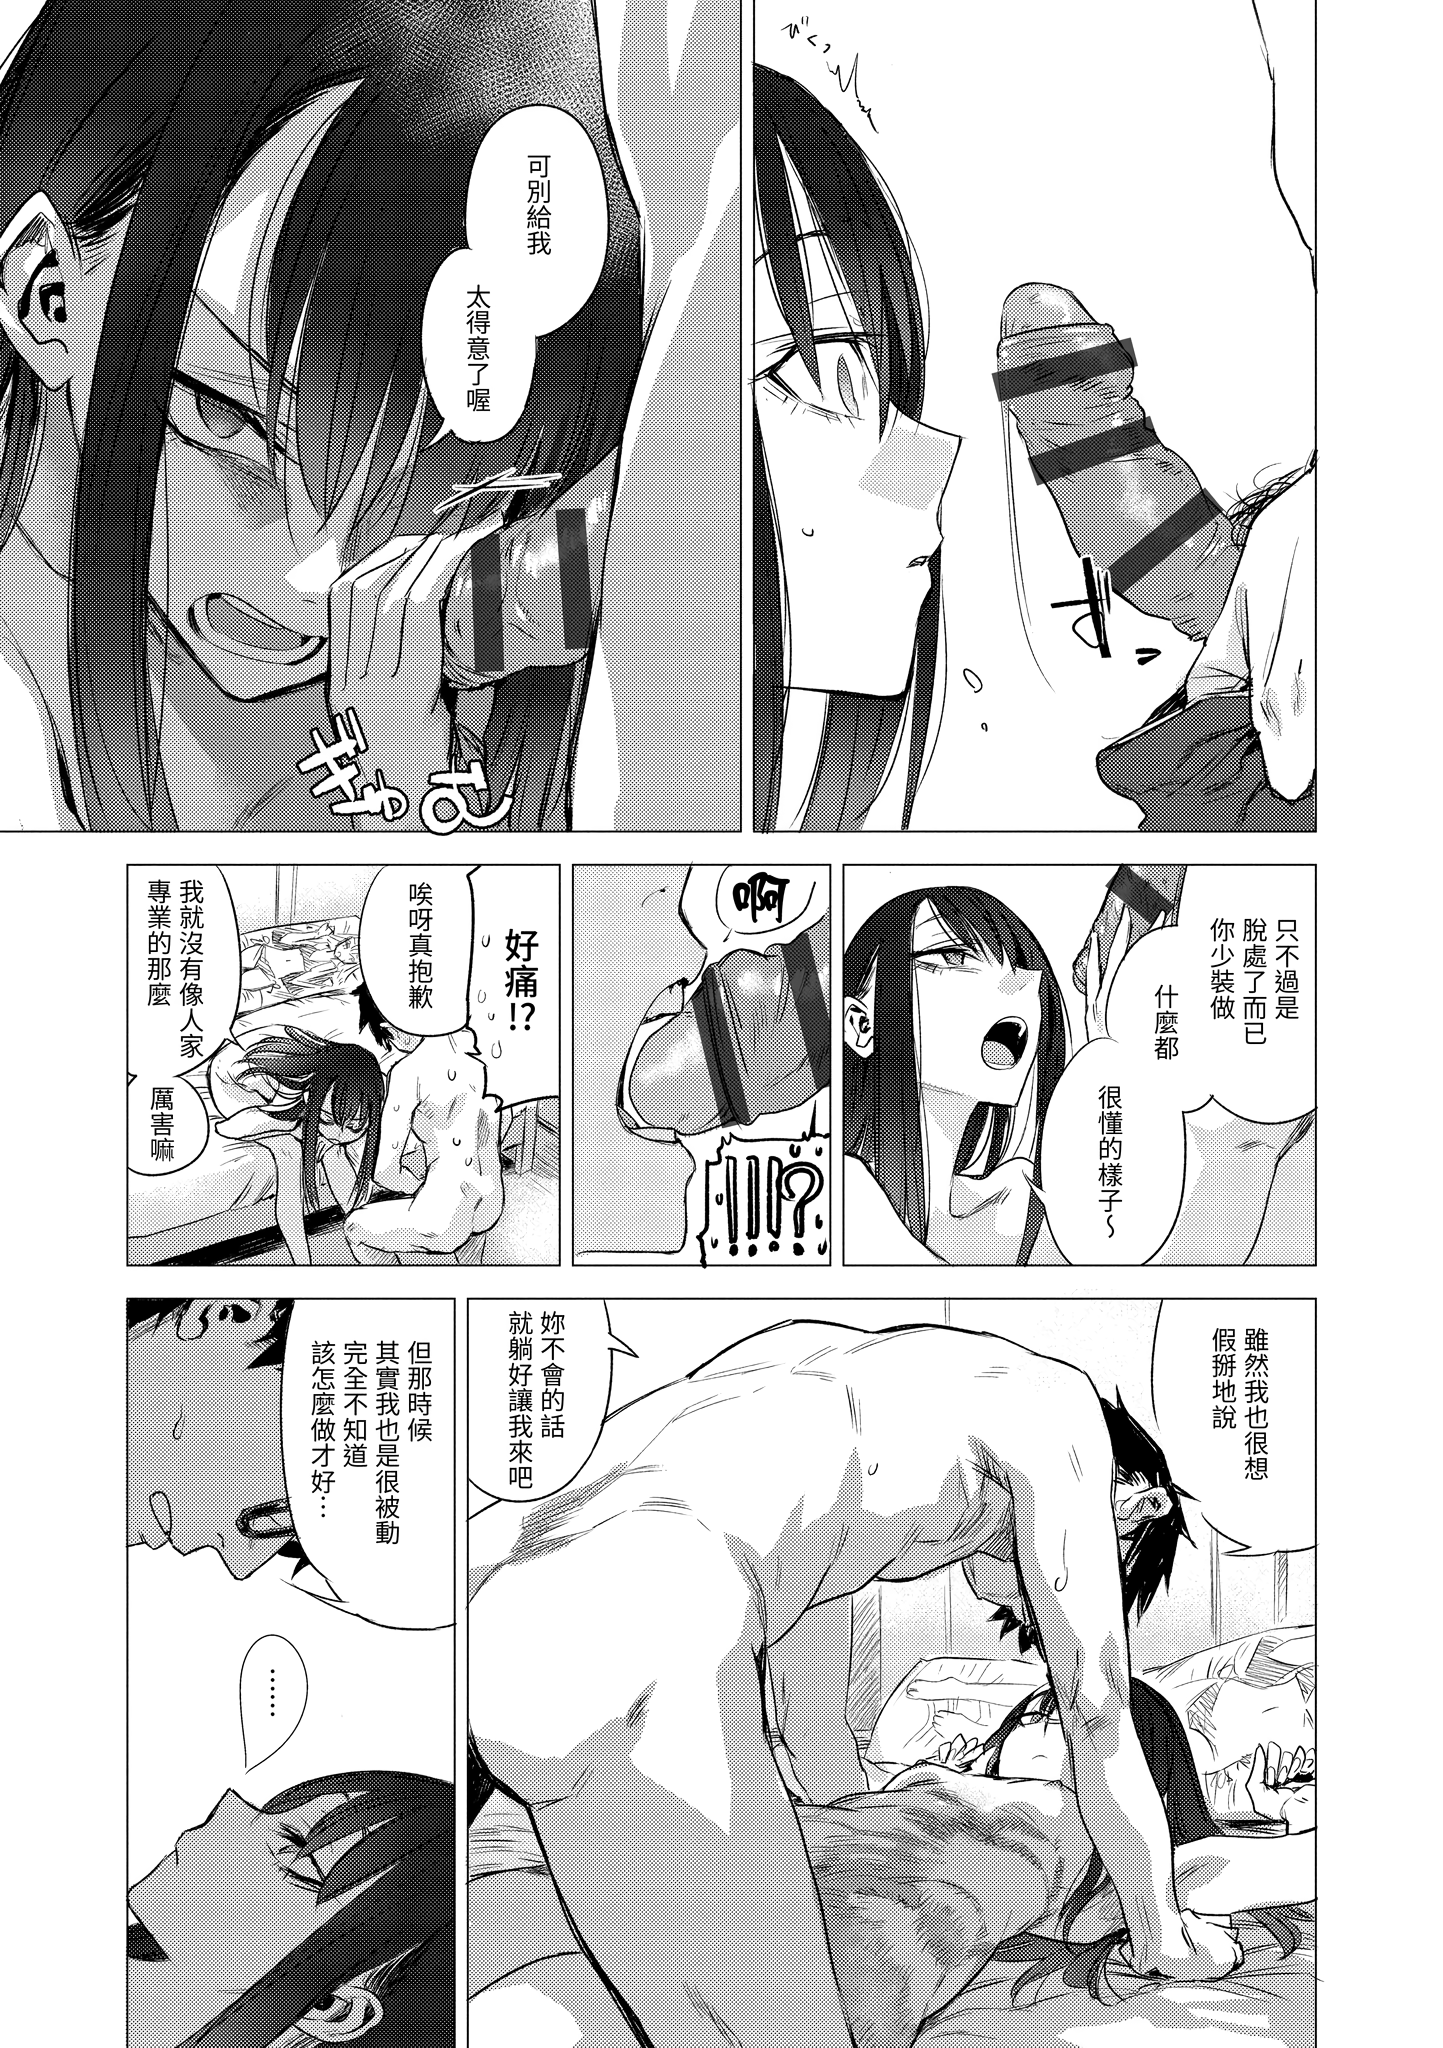 びくっ
可別給我
太得意了喔
ギュむ
只不過是
脫處了而已
你少裝做
什麼都
很懂的樣子～
啊
!!!?
好痛!?
唉呀真抱歉
我就沒有像人家
專業的那麼
厲害嘛
雖然我也很想
假掰地說
妳不會的話
就躺好讓我來吧
但那時候
其實我也是很被動
完全不知道
該怎麼做才好…
……